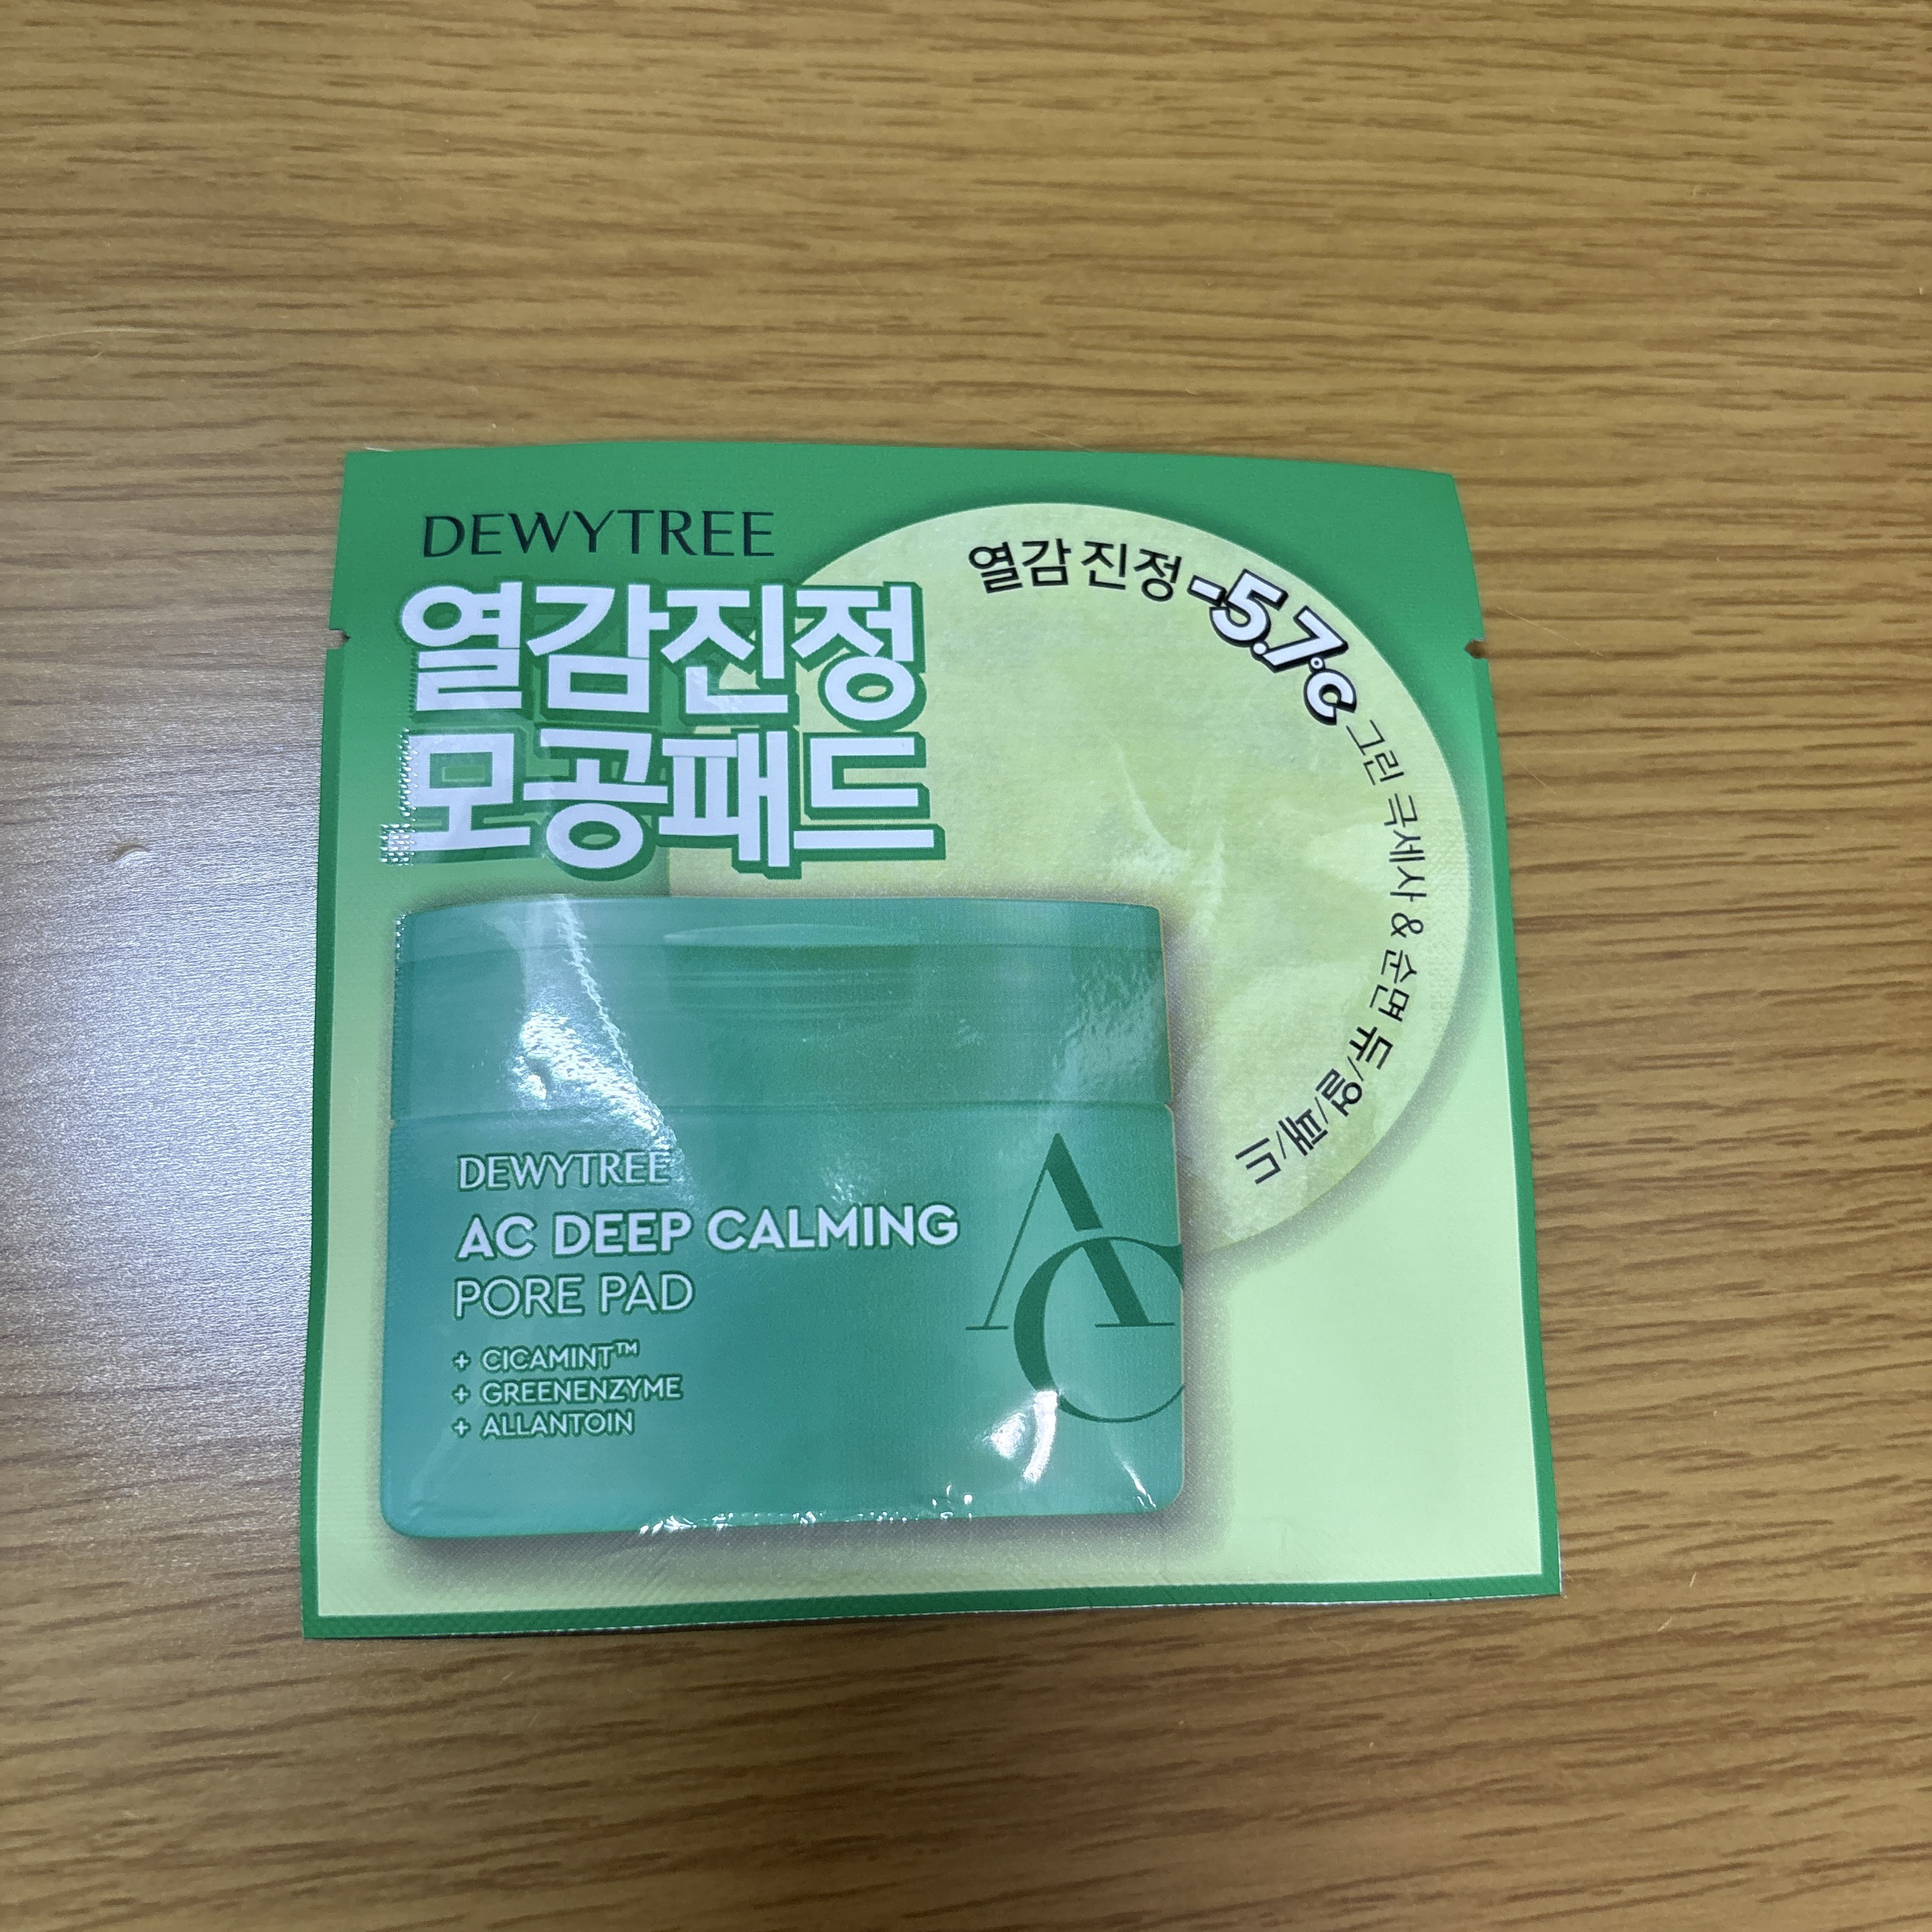 DEWYTREE
열감진정
모공패드
열감 진정 -5.7℃ 그린 극세사 & 순면 듀/얼/패/드
DEWYTREE
AC DEEP CALMING
PORE PAD
+ CICAMINT™
+ GREENENZYME
+ ALLANTOIN
AC